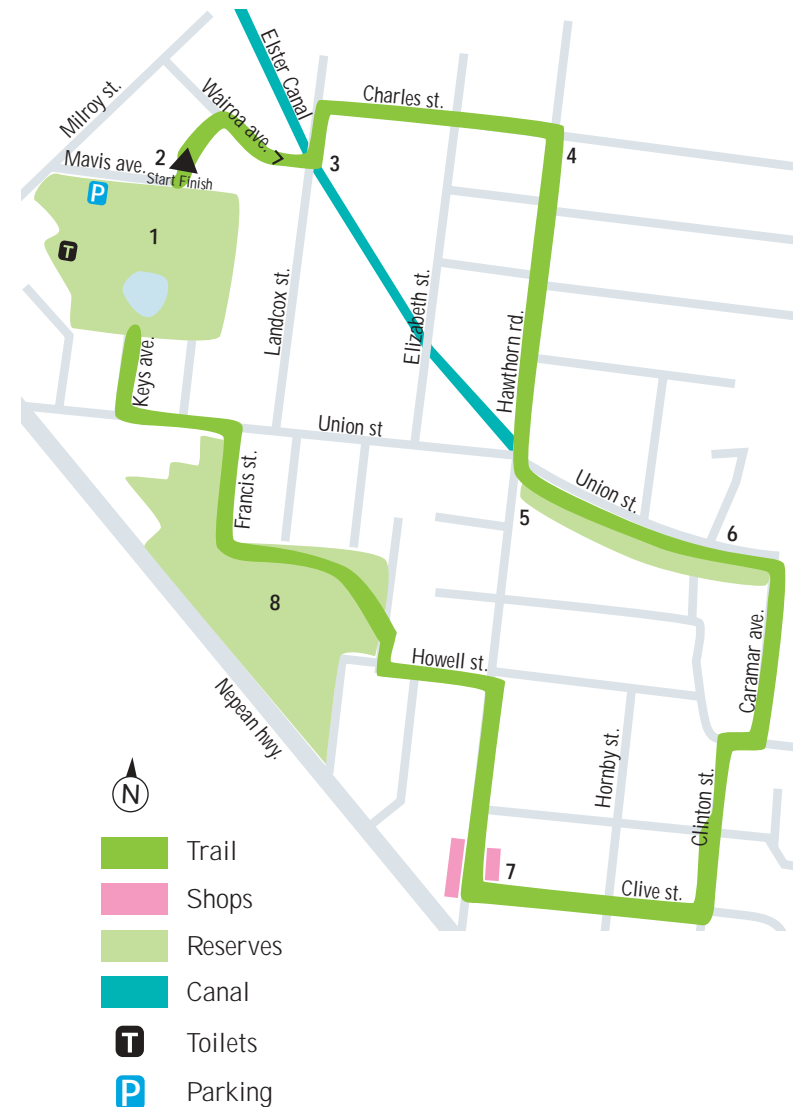 Elster Canal
Milroy st.
Wairoa ave.
7
Charles st.
Mavis ave.
2
Start Finish
3
4
P
1
T
Landcox st.
Elizabeth st.
Hawthorn rd.
Keys ave.
Union st
Francis st.
Union st.
5
6
8
Howell st.
Caramar ave.
Nepean hwy.
Hornby st.
Clinton st.
7
Clive st.
N
Trail
Shops
Reserves
Canal
T Toilets
P Parking